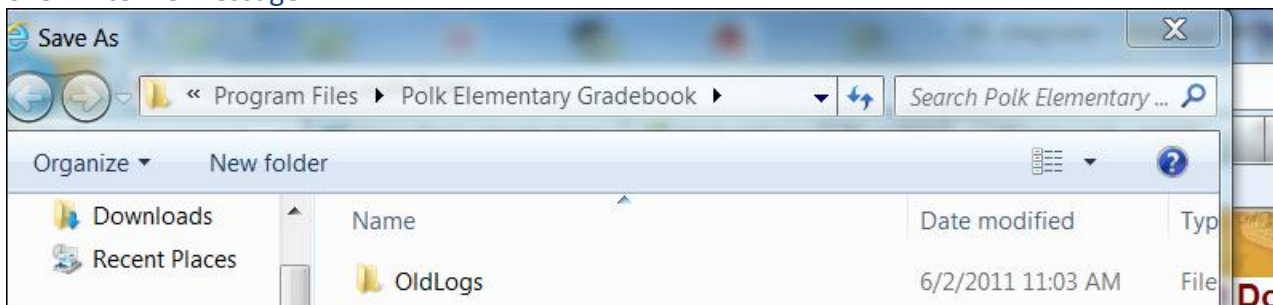 Save As
« Program Files ▸ Polk Elementary Gradebook ▸ Search Polk Elementary ...
Organize ▾ New folder
Downloads
Recent Places
Name Date modified Typ
OldLogs 6/2/2011 11:03 AM File
Do